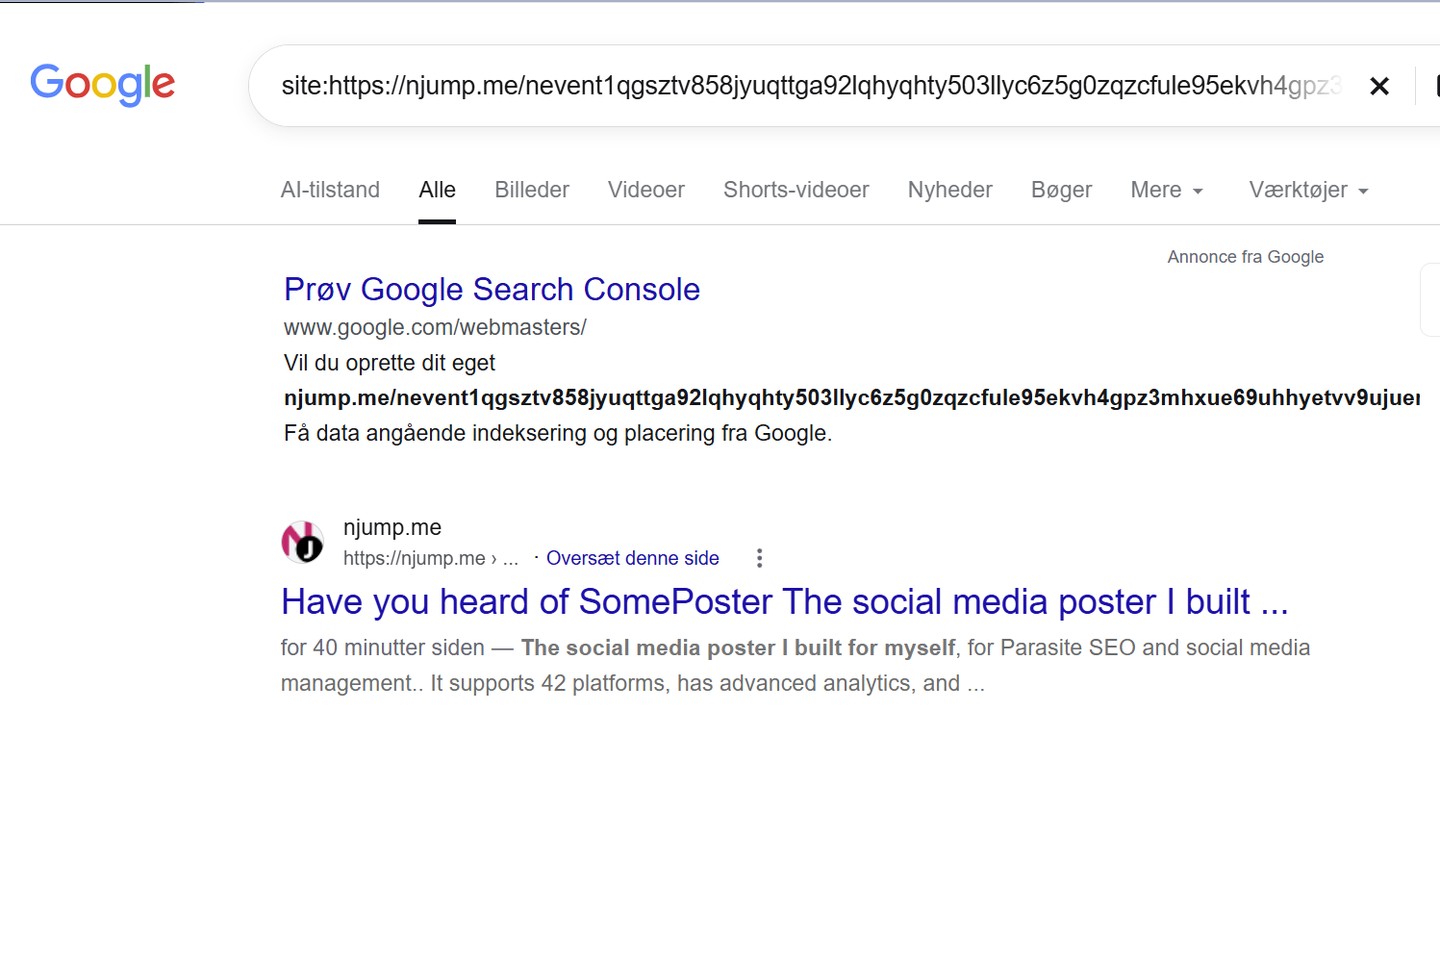 Google
site:https://njump.me/nevent1qgsztv858jyuqttga92lqhyqhty503llyc6z5g0zqzcfule95ekvh4gpz3
AI-tilstand Alle Billeder Videoer Shorts-videoer Nyheder Bøger Mere Værktøjer
Annonce fra Google
Prøv Google Search Console
www.google.com/webmasters/
Vil du oprette dit eget
njump.me/nevent1qgsztv858jyuqttga92lqhyqhty503llyc6z5g0zqzcfule95ekvh4gpz3mhxue69uhhyetvv9ujuer
Få data angående indeksering og placering fra Google.
njump.me
https://njump.me › ... · Oversæt denne side
Have you heard of SomePoster The social media poster I built ...
for 40 minutter siden — The social media poster I built for myself, for Parasite SEO and social media
management.. It supports 42 platforms, has advanced analytics, and ...